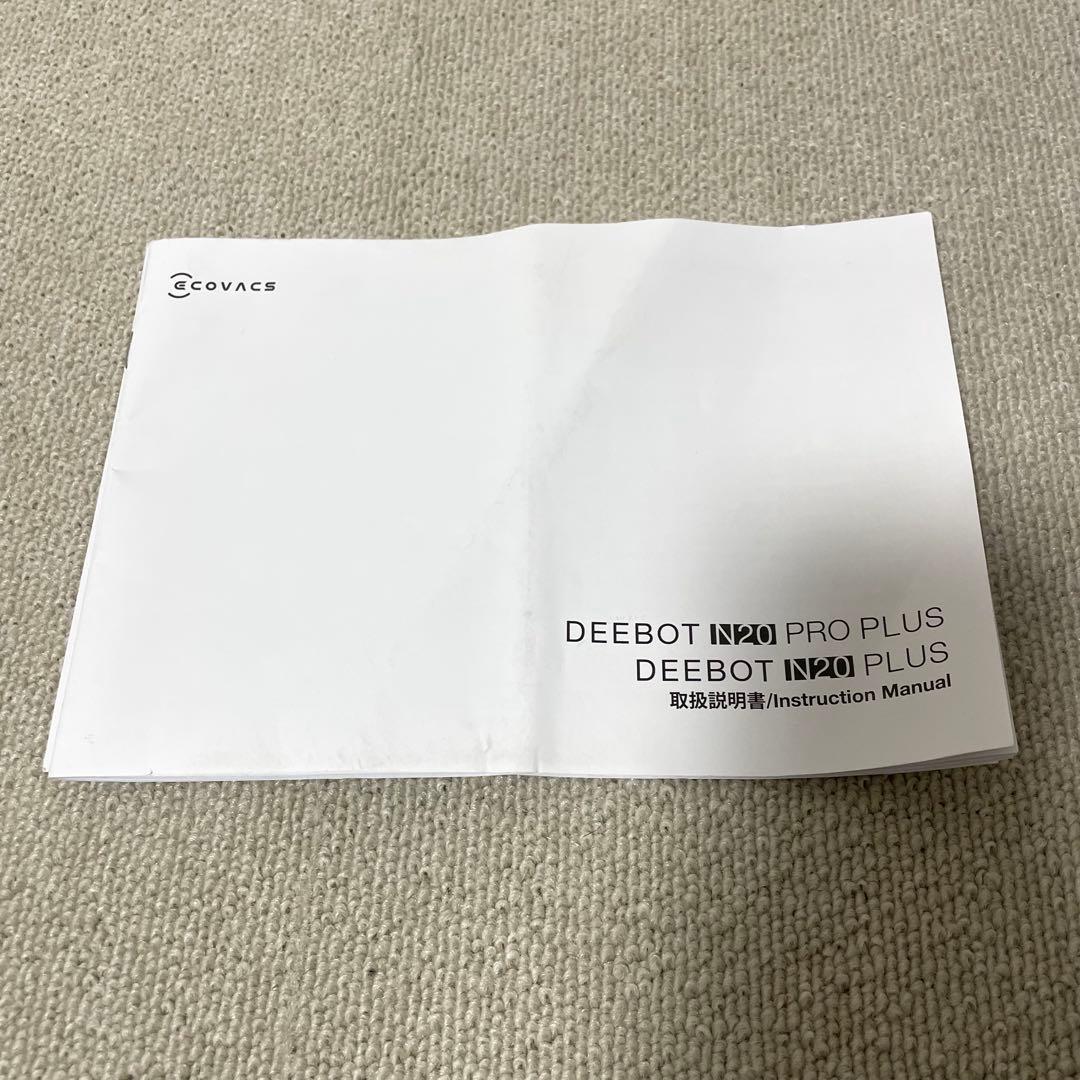 ECOVACS
DEEBOT N20 PRO PLUS
DEEBOT N20 PLUS
取扱説明書/Instruction Manual